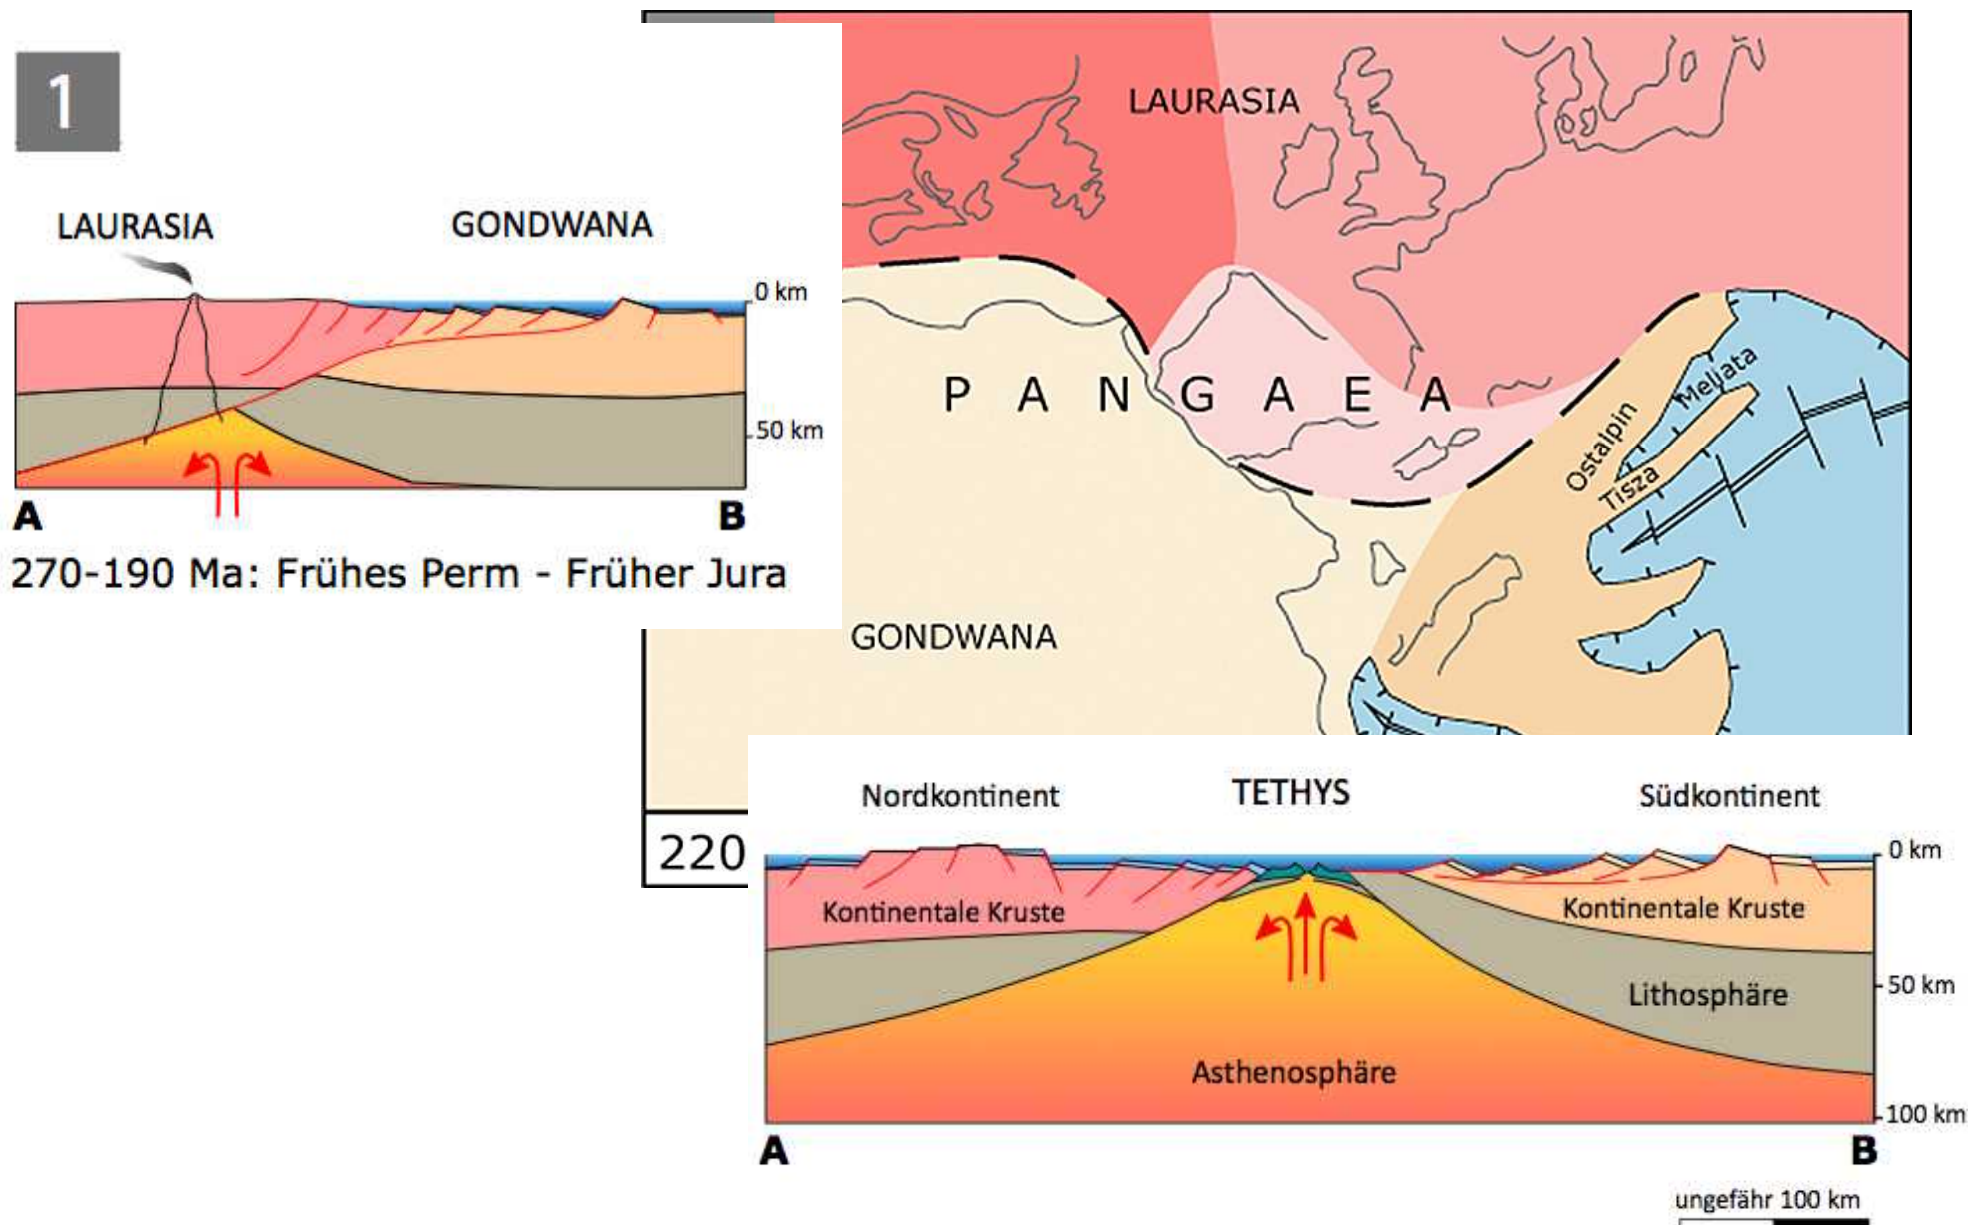 1
LAURASIA
GONDWANA
0 km
50 km
A
B
270-190 Ma: Frühes Perm - Früher Jura
LAURASIA
P A N G A E A
Meliata
Ostalpin
Tisza
GONDWANA
220
Nordkontinent
TETHYS
Südkontinent
0 km
Kontinentale Kruste
Kontinentale Kruste
50 km
Lithosphäre
Asthenosphäre
100 km
A
B
ungefähr 100 km